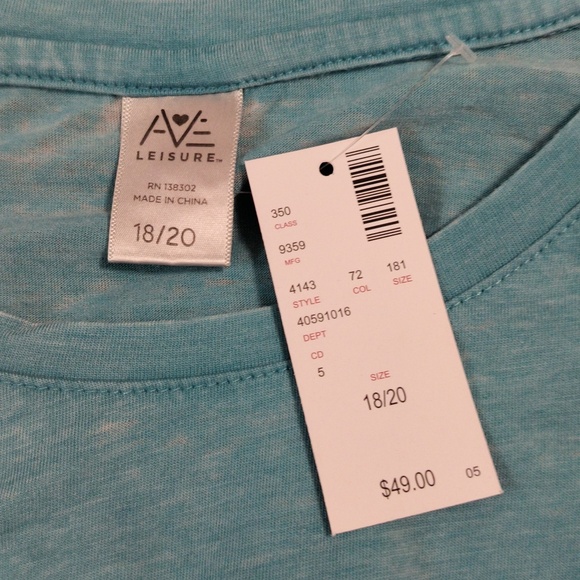 AVE
LEISURE™
RN 138302
MADE IN CHINA
18/20
350
CLASS
9359
MFG
4143 72 181
STYLE COL SIZE
40591016
DEPT
CD
5
SIZE
18/20
$49.00 05